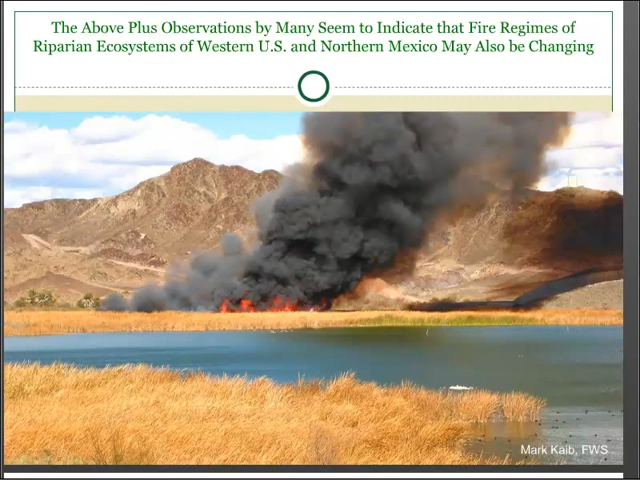 The Above Plus Observations by Many Seem to Indicate that Fire Regimes of
Riparian Ecosystems of Western U.S. and Northern Mexico May Also be Changing
Mark Kaib, FWS